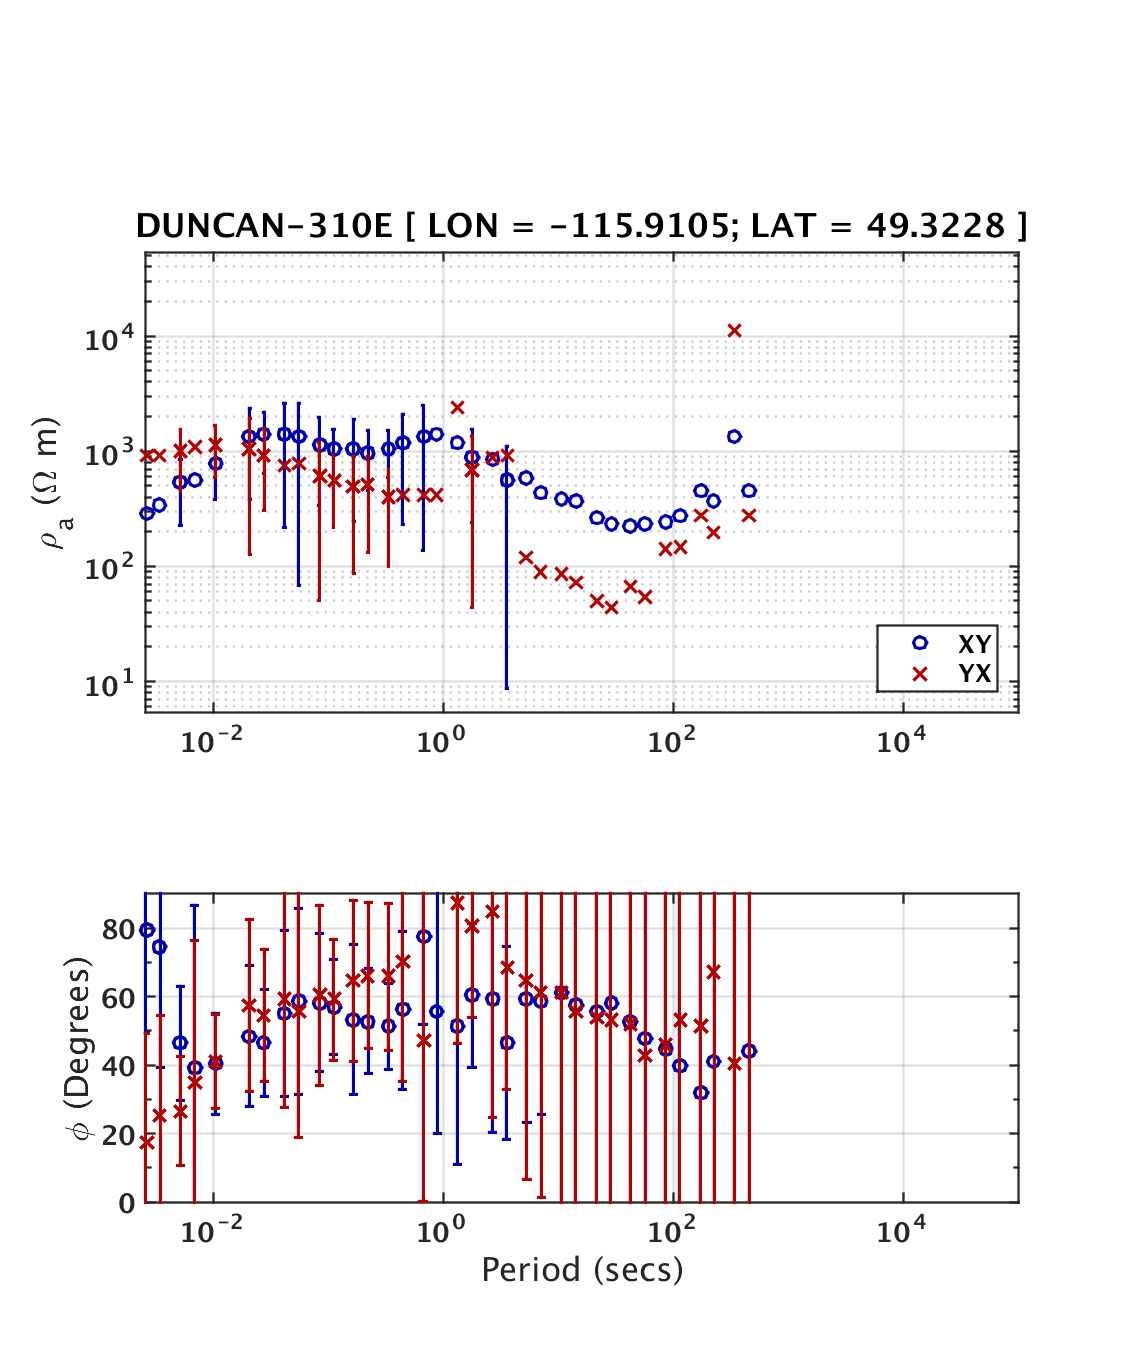 DUNCAN-310E [ LON = -115.9105; LAT = 49.3228 ]
ρa (Ω m)
10^4
10^3
10^2
10^1
XY
YX
10^-2 10^0 10^2 10^4
ϕ (Degrees)
80
60
40
20
0
10^-2 10^0 10^2 10^4
Period (secs)